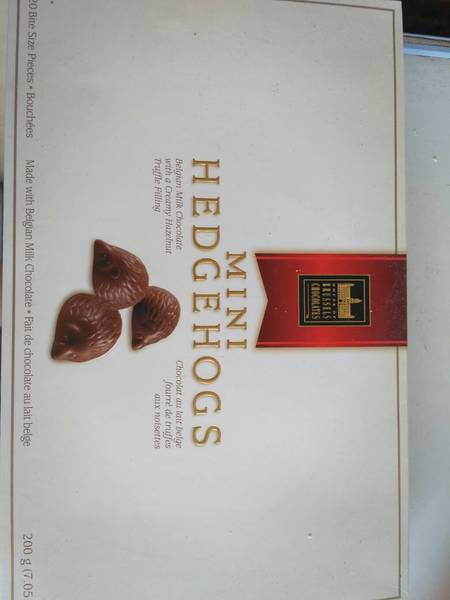 BRUSSELS
CHOCOLATES
MINI
HEDGEHOGS
Belgian Milk Chocolate
with a Creamy Hazelnut
Truffle Filling
Chocolat au lait belge
fourré de truffes
aux noisettes
20 Bite Size Pieces • Bouchées
Made with Belgian Milk Chocolate • Fait de chocolate au lait belge
200 g (7.05